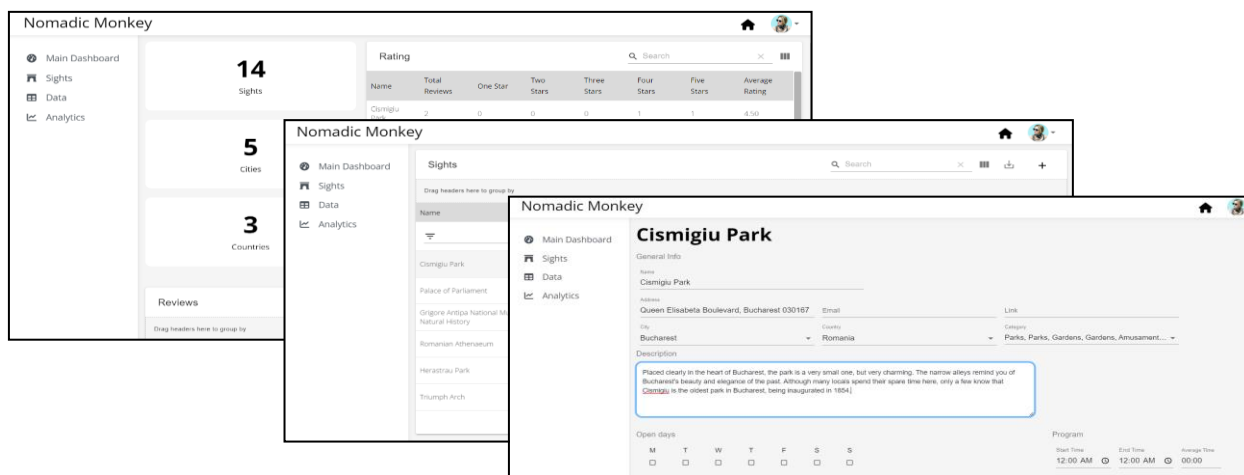 Nomadic Monkey
Main Dashboard
Sights
Data
Analytics
14
Sights
5
Cities
3
Countries
Reviews
Drag headers here to group by
Rating
Search
Name Total Reviews One Star Two Stars Three Stars Four Stars Five Stars Average Rating
Cismigiu Park 2 0 0 0 1 1 4.50
Nomadic Monkey
Main Dashboard
Sights
Data
Analytics
Sights
Search
Drag headers here to group by
Name
Cismigiu Park
Palace of Parliament
Grigore Antipa National
Natural History
Romanian Athenaeum
Herastrau Park
Triumph Arch
Nomadic Monkey
Main Dashboard
Sights
Data
Analytics
Cismigiu Park
General Info
Name
Cismigiu Park
Address
Queen Elisabeta Boulevard, Bucharest 030167
Email
Link
City
Bucharest
Country
Romania
Category
Parks, Parks, Gardens, Gardens, Amusament...
Description
Placed clearly in the heart of Bucharest, the park is a very small one, but very charming. The narrow alleys remind you of
Bucharest's beauty and elegance of the past. Although many locals spend their spare time here, only a few know that
Cismigiu is the oldest park in Bucharest, being inaugurated in 1854.
Open days
M T W T F S S
Program
Start Time End Time Average Time
12:00 AM 12:00 AM 00:00